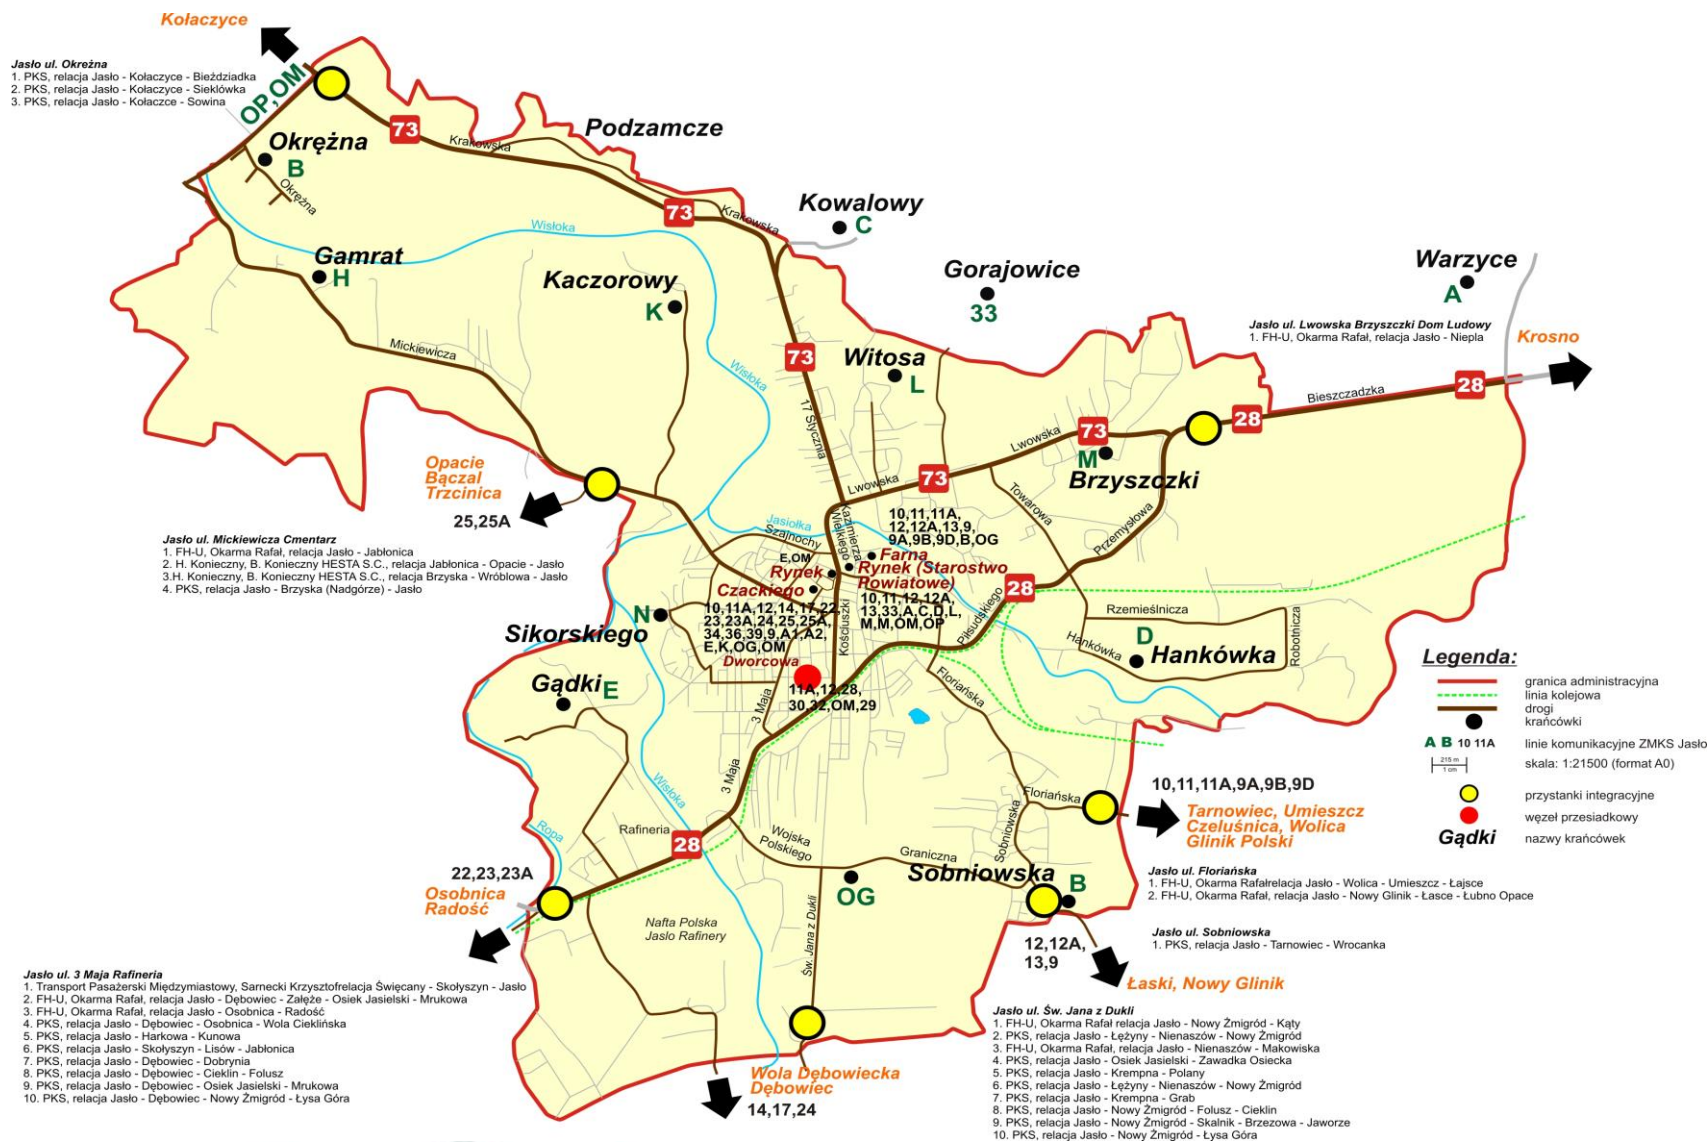 Kołaczyce
Jasło ul. Okreżna
1. PKS, relacja Jasło - Kołaczyce - Bieździadka
2. PKS, relacja Jasło - Kołaczyce - Sieklówka
3. PKS, relacja Jasło - Kołaczce - Sowina
OP,OM
73
Krakowska
Podzamcze
Okrężna
B
Okrężna
73
Krakowska
Kowalowy
C
Wisłoka
Gamrat
H
Kaczorowy
K
Gorajowice
33
Warzyce
A
Jasło ul. Lwowska Brzyszczki Dom Ludowy
1. FH-U, Okarma Rafał, relacja Jasło - Niepla
Krosno
Mickiewicza
Wisłoka
73
Witosa
L
17 Stycznia
28
Bieszczadzka
28
73
Lwowska
M
Brzyszczki
Opacie
Bączal
Trzcinica
25,25A
73
Lwowska
Towarowa
Przemysłowa
Jasło ul. Mickiewicza Cmentarz
1. FH-U, Okarma Rafał, relacja Jasło - Jabłonica
2. H. Konieczny, B. Konieczny HESTA S.C., relacja Jabłonica - Opacie - Jasło
3.H. Konieczny, B. Konieczny HESTA S.C., relacja Brzyska - Wróblowa - Jasło
4. PKS, relacja Jasło - Brzyska (Nadgórze) - Jasło
Jasiołka
Szajnochy
Kazimierza
Wielkiego
10,11,11A,
12,12A,13,9,
9A,9B,9D,B,OG
E,OM
Rynek
Farna
Rynek (Starostwo
Powiatowe)
Czackiego
10,11,12,12A,
13,33,A,C,D,L,
M,M,OM,OP
28
Piłsudskiego
N
Sikorskiego
10,11A,12,14,17,22,
23,23A,24,25,25A,
34,36,39,9,A1,A2,
E,K,OG,OM
Dworcowa
Kościuszki
11A,12,28,
30,32,OM,29
Gądki
E
3 Maja
Floriańska
Rzemieślnicza
D
Hankówka
Hankówka
Robotnicza
Legenda:
granica administracyjna
linia kolejowa
drogi
krańcówki
A B 10 11A
linie komunikacyjne ZMKS Jasło
215 m
1 cm
skala: 1:21500 (format A0)
przystanki integracyjne
węzeł przesiadkowy
Gądki
nazwy krańcówek
3 Maja
Wisłoka
Ropa
Rafineria
28
Wojska
Polskiego
Graniczna
Sobniowska
Floriańska
10,11,11A,9A,9B,9D
Tarnowiec, Umieszcz
Czeluśnica, Wolica
Glinik Polski
22,23,23A
Osobnica
Radość
OG
Sobniowska
B
Jasło ul. Floriańska
1. FH-U, Okarma Rafałrelacja Jasło - Wolica - Umieszcz - Łajsce
2. FH-U, Okarma Rafał, relacja Jasło - Nowy Glinik - Łasce - Łubno Opace
Nafta Polska
Jaslo Rafinery
Św. Jana z Dukli
12,12A,
13,9
Jasło ul. Sobniowska
1. PKS, relacja Jasło - Tarnowiec - Wrocanka
Łaski, Nowy Glinik
Jasło ul. 3 Maja Rafineria
1. Transport Pasażerski Międzymiastowy, Sarnecki Krzysztofrelacja Święcany - Skołyszyn - Jasło
2. FH-U, Okarma Rafał, relacja Jasło - Dębowiec - Załęże - Osiek Jasielski - Mrukowa
3. FH-U, Okarma Rafał, relacja Jasło - Osobnica - Radość
4. PKS, relacja Jasło - Dębowiec - Osobnica - Wola Cieklińska
5. PKS, relacja Jasło - Harkowa - Kunowa
6. PKS, relacja Jasło - Skołyszyn - Lisów - Jabłonica
7. PKS, relacja Jasło - Dębowiec - Dobrynia
8. PKS, relacja Jasło - Dębowiec - Cieklin - Folusz
9. PKS, relacja Jasło - Dębowiec - Osiek Jasielski - Mrukowa
10. PKS, relacja Jasło - Dębowiec - Nowy Żmigród - Łysa Góra
Wola Dębowiecka
Dębowiec
14,17,24
Jasło ul. Św. Jana z Dukli
1. FH-U, Okarma Rafał relacja Jasło - Nowy Żmigród - Kąty
2. PKS, relacja Jasło - Łężyny - Nienaszów - Nowy Żmigród
3. FH-U, Okarma Rafał, relacja Jasło - Nienaszów - Makowiska
4. PKS, relacja Jasło - Osiek Jasielski - Zawadka Osiecka
5. PKS, relacja Jasło - Krempna - Polany
6. PKS, relacja Jasło - Łężyny - Nienaszów - Nowy Żmigród
7. PKS, relacja Jasło - Krempna - Grab
8. PKS, relacja Jasło - Nowy Żmigród - Folusz - Cieklin
9. PKS, relacja Jasło - Nowy Żmigród - Skalnik - Brzezowa - Jaworze
10. PKS, relacja Jasło - Nowy Żmigród - Łysa Góra